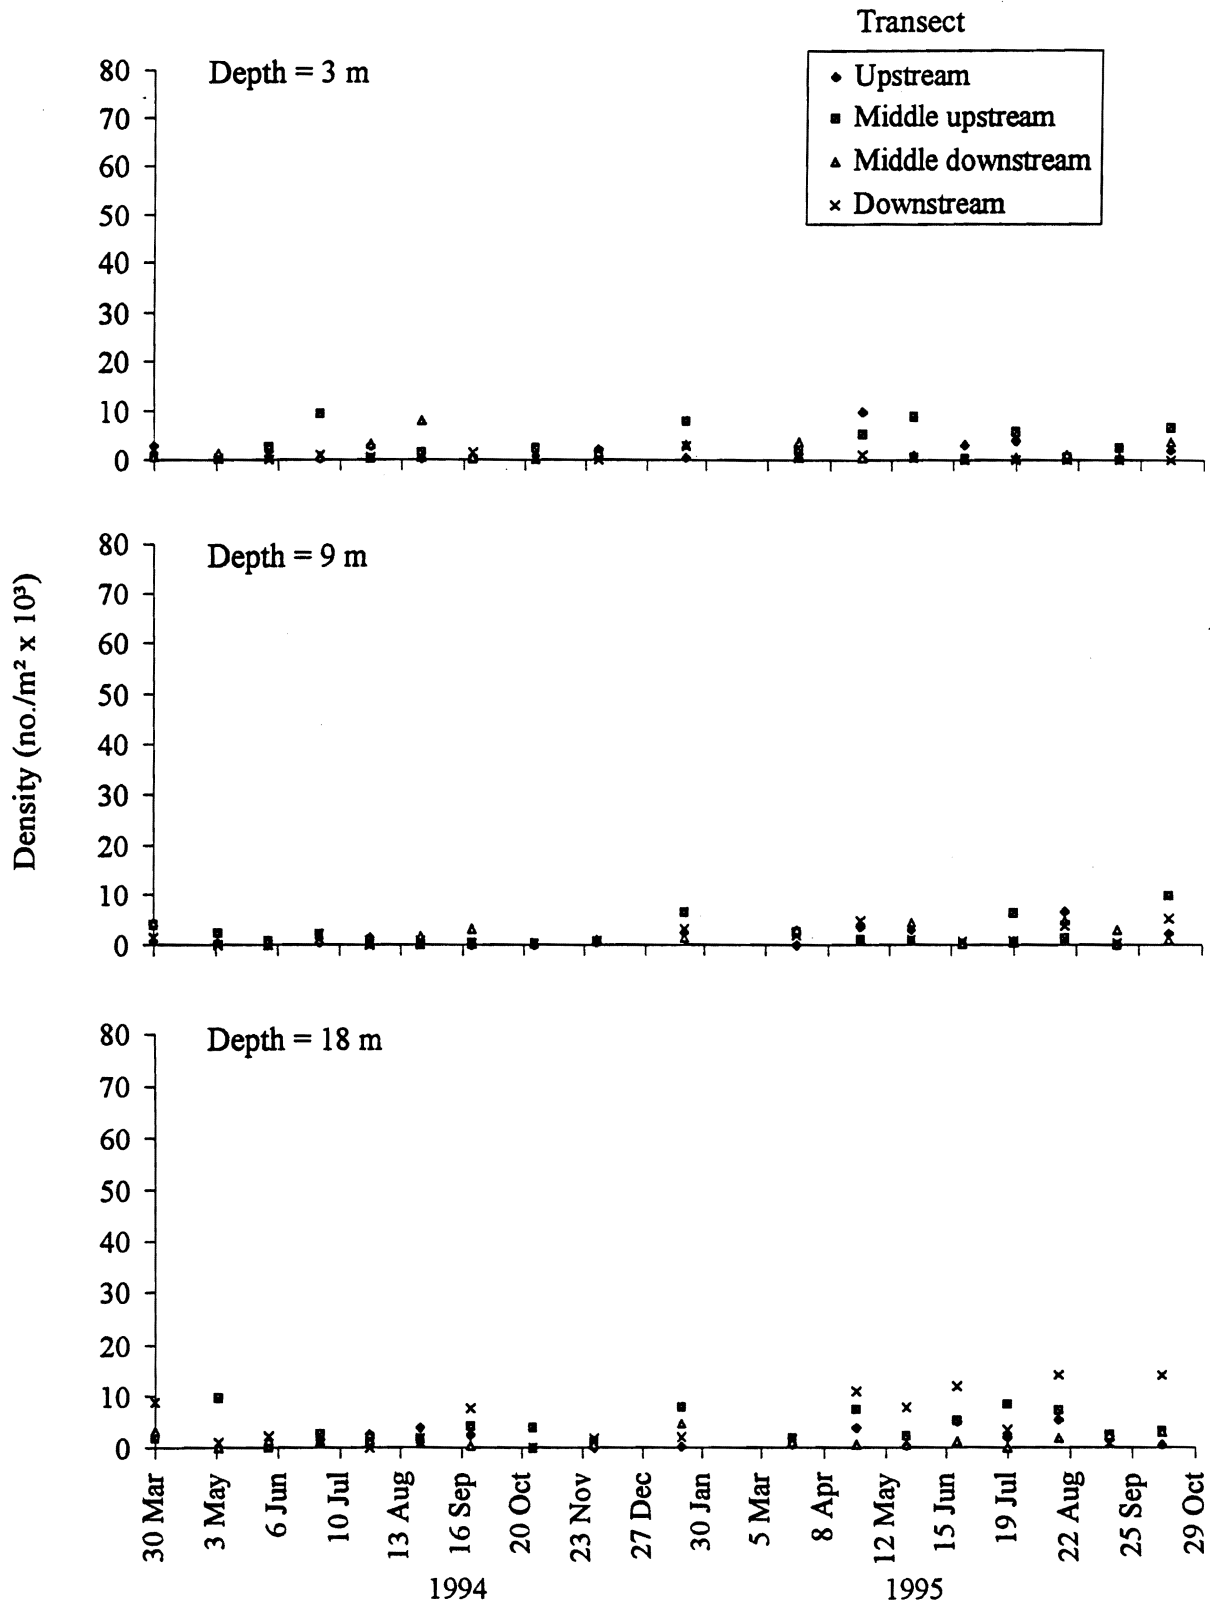 Transect
Upstream
Middle upstream
Middle downstream
Downstream
Depth = 3 m
80
70
60
50
40
30
20
10
0
Depth = 9 m
80
70
60
50
40
30
20
10
0
Density (no./m² x 10³)
Depth = 18 m
80
70
60
50
40
30
20
10
0
30 Mar
3 May
6 Jun
10 Jul
13 Aug
16 Sep
20 Oct
23 Nov
27 Dec
30 Jan
5 Mar
8 Apr
12 May
15 Jun
19 Jul
22 Aug
25 Sep
29 Oct
1994
1995